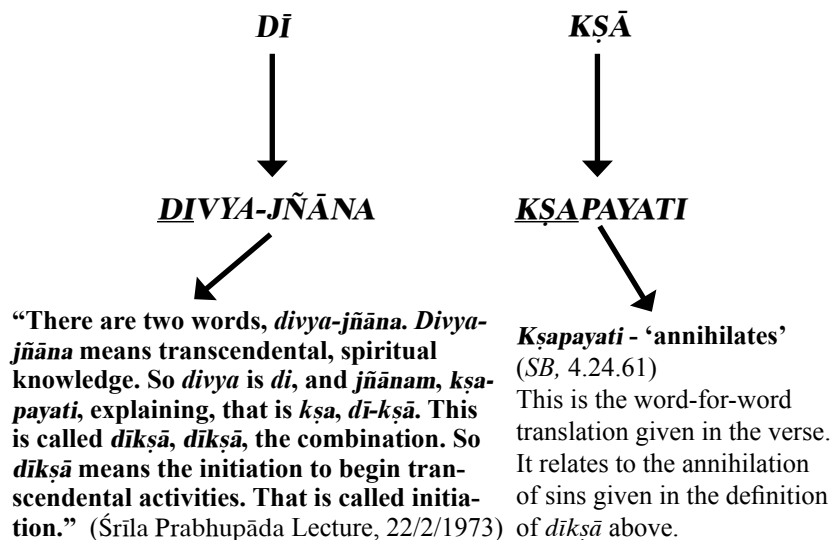 DĪ
KṢĀ
DIVYA-JÑĀNA
KṢAPAYATI
“There are two words, divya-jñāna. Divya-
jñāna means transcendental, spiritual
knowledge. So divya is di, and jñānam, kṣa-
payati, explaining, that is kṣa, dī-kṣā. This
is called dīkṣā, dīkṣā, the combination. So
dīkṣā means the initiation to begin tran-
scendental activities. That is called initia-
tion.” (Śrīla Prabhupāda Lecture, 22/2/1973)
Kṣapayati - ‘annihilates’
(SB, 4.24.61)
This is the word-for-word
translation given in the verse.
It relates to the annihilation
of sins given in the definition
of dīkṣā above.